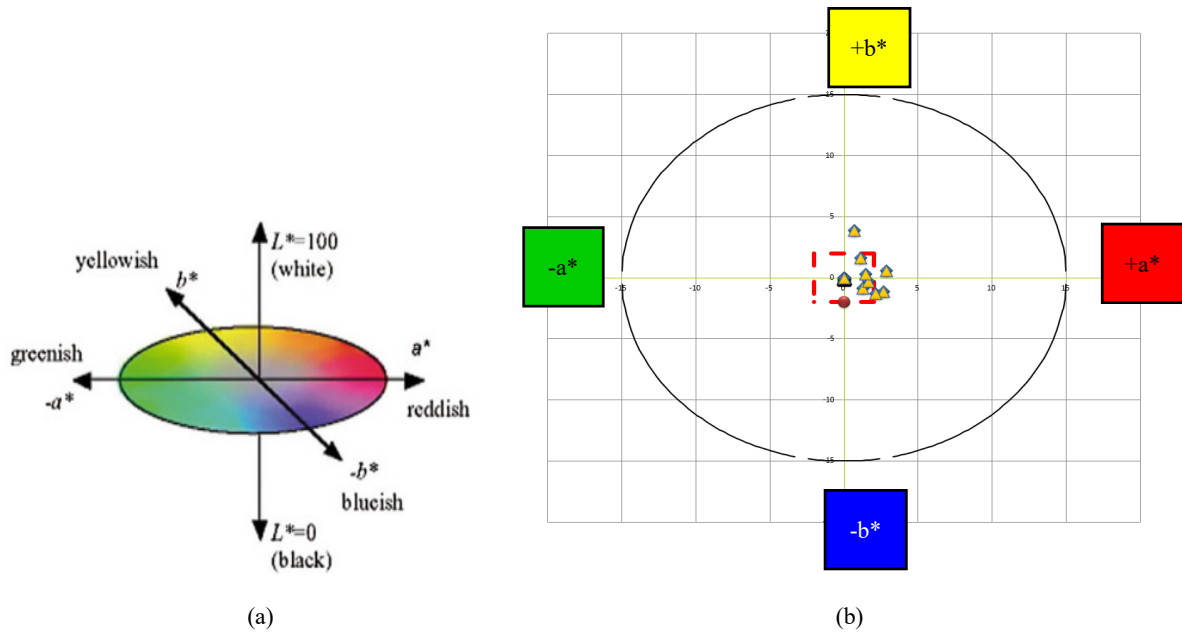 L*=100
(white)
yellowish
b*
greenish
a*
-a*
reddish
-b*
blueish
L*=0
(black)
(a)
+b*
15
10
5
-a*
-15
-10
-5
0
0
5
10
15
+a*
-5
-10
-15
-b*
(b)